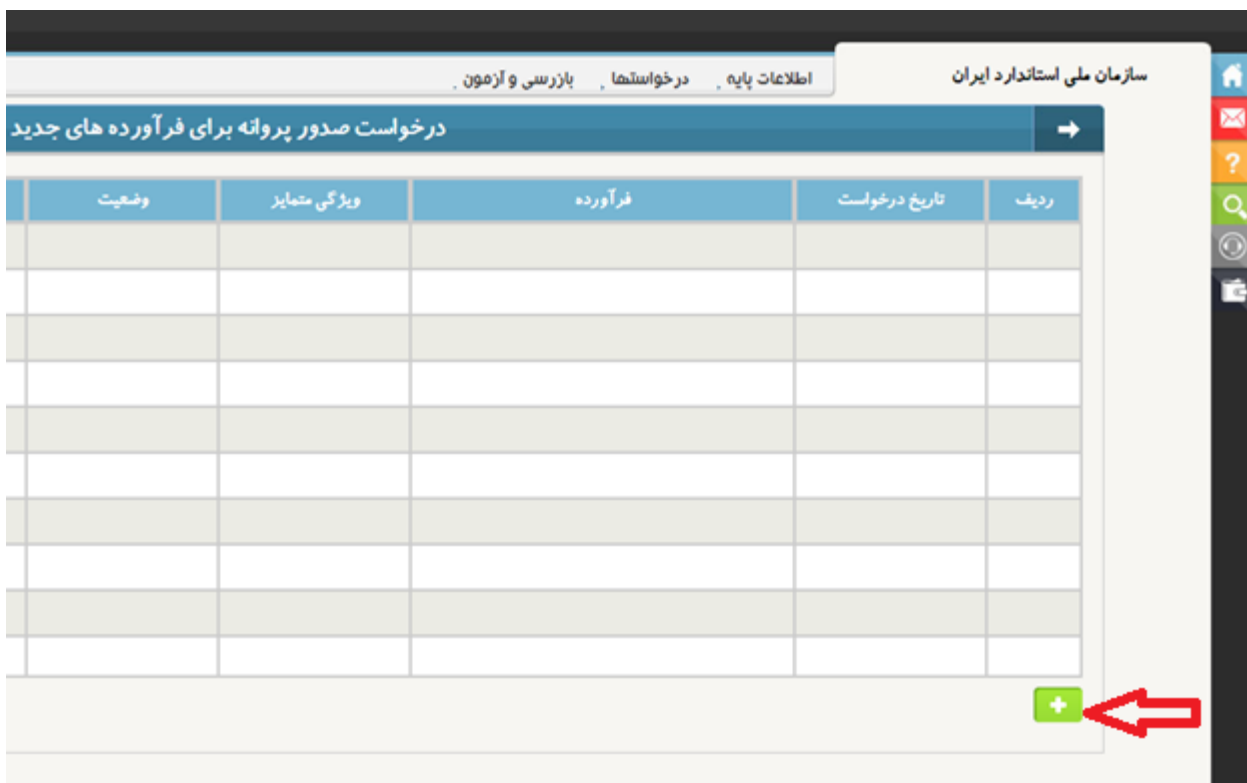 سازمان ملی استاندارد ایران
اطلاعات پایه درخواستها بازرسی و آزمون
درخواست صدور پروانه برای فرآورده های جدید
ردیف تاریخ درخواست فرآورده ویژگی متمایز وضعیت